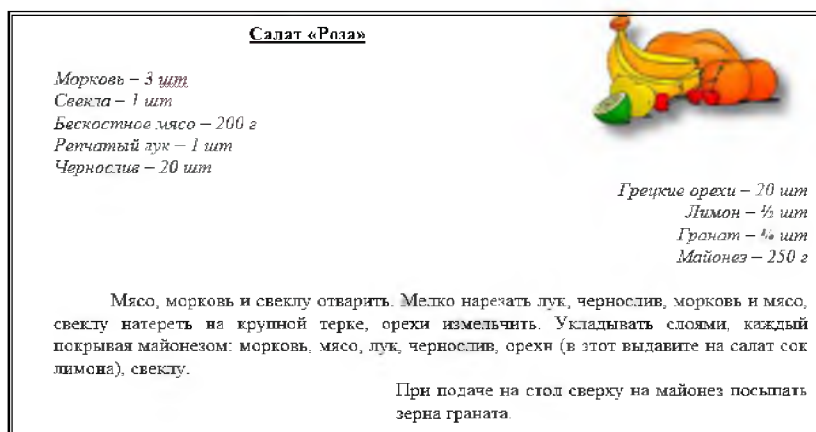 Салат «Роза»
Морковь – 3 шт
Свекла – 1 шт
Бескостное мясо – 200 г
Репчатый лук – 1 шт
Чернослив – 20 шт
Грецкие орехи – 20 шт
Лимон – ½ шт
Гранат – шт
Майонез – 250 г
Мясо, морковь и свеклу отварить. Мелко нарезать лук, чернослив, морковь и мясо,
свеклу натереть на крупной терке, орехи измельчить. Укладывать слоями, каждый
покрывая майонезом: морковь, мясо, лук, чернослив, орехи (в этот выдавите на салат сок
лимона), свеклу.
При подаче на стол сверху на майонез посыпать
зерна граната.